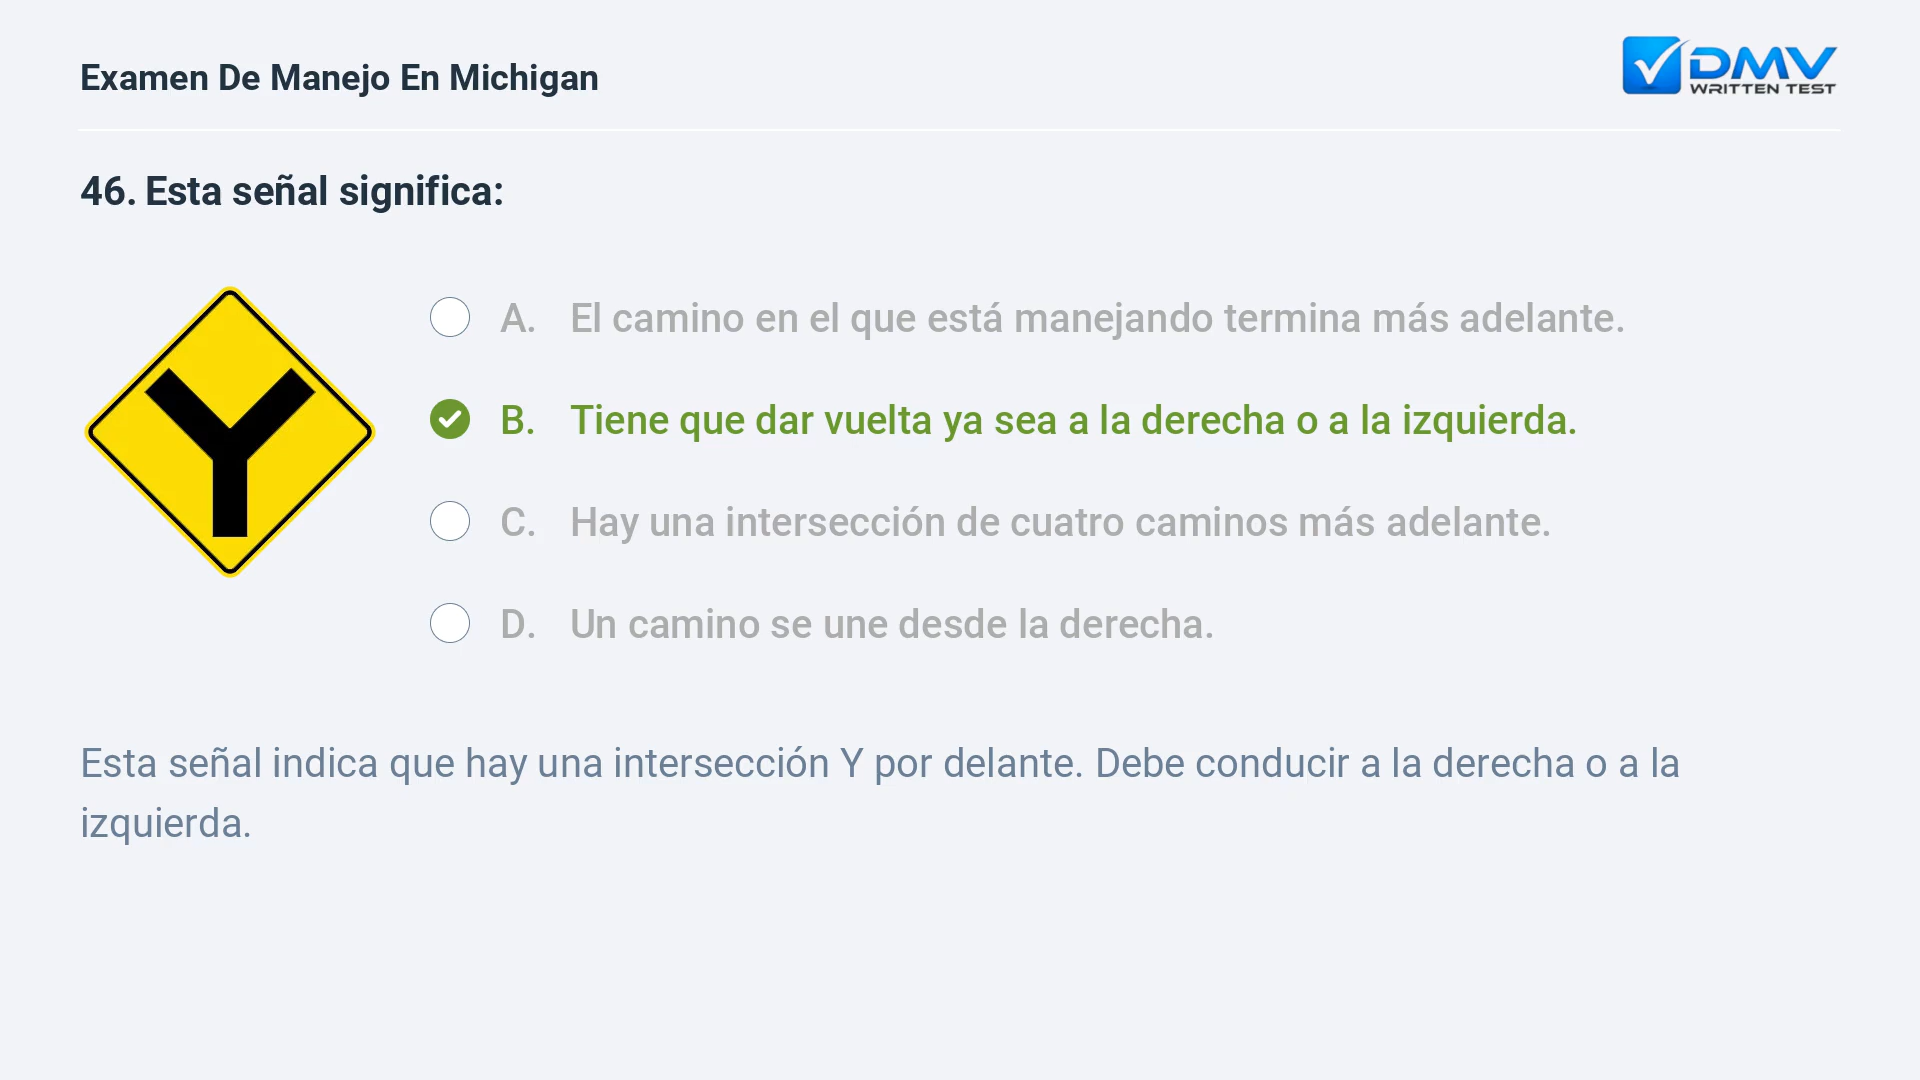 Examen De Manejo En Michigan
DMV
WRITTEN TEST
46. Esta señal significa:
A. El camino en el que está manejando termina más adelante.
B. Tiene que dar vuelta ya sea a la derecha o a la izquierda.
C. Hay una intersección de cuatro caminos más adelante.
D. Un camino se une desde la derecha.
Esta señal indica que hay una intersección Y por delante. Debe conducir a la derecha o a la
izquierda.